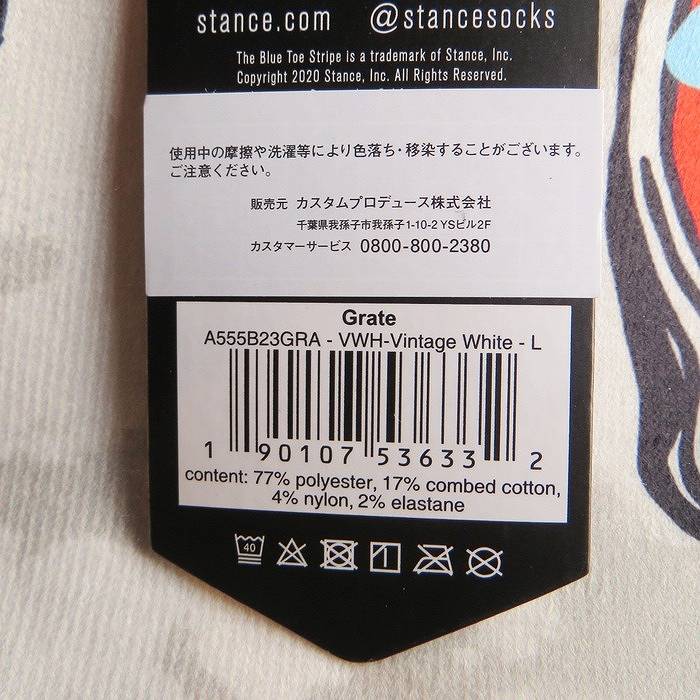 stance.com @stancesocks
The Blue Toe Stripe is a trademark of Stance, Inc.
Copyright 2020 Stance, Inc. All Rights Reserved.
使用中の摩擦や洗濯等により色落ち・移染することがございます。
ご注意ください。
販売元 カスタムプロデュース株式会社
千葉県我孫子市我孫子1-10-2 YSビル2F
カスタマーサービス 0800-800-2380
Grate
A555B23GRA - VWH-Vintage White - L
1 90107 53633 2
content: 77% polyester, 17% combed cotton,
4% nylon, 2% elastane
40